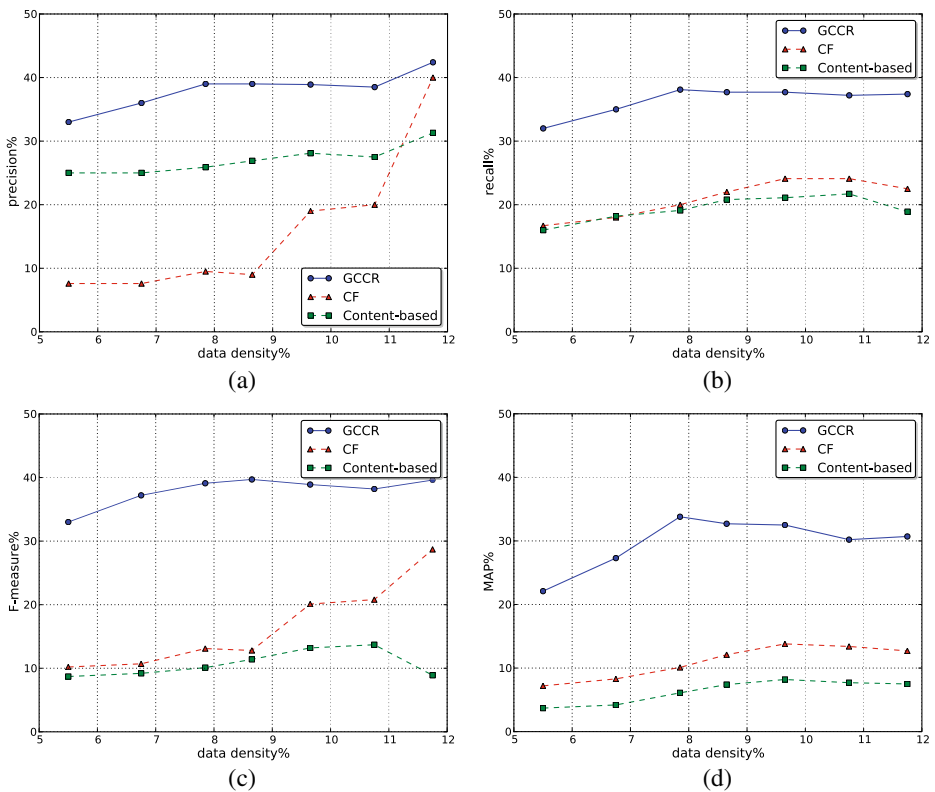 50
40
30
20
10
0
precision%
GCCR
CF
Content-based
5 6 7 8 9 10 11 12
data density%
(a)
50
40
30
20
10
0
recall%
GCCR
CF
Content-based
5 6 7 8 9 10 11 12
data density%
(b)
50
40
30
20
10
0
F-measure%
GCCR
CF
Content-based
5 6 7 8 9 10 11 12
data density%
(c)
50
40
30
20
10
0
MAP%
GCCR
CF
Content-based
5 6 7 8 9 10 11 12
data density%
(d)